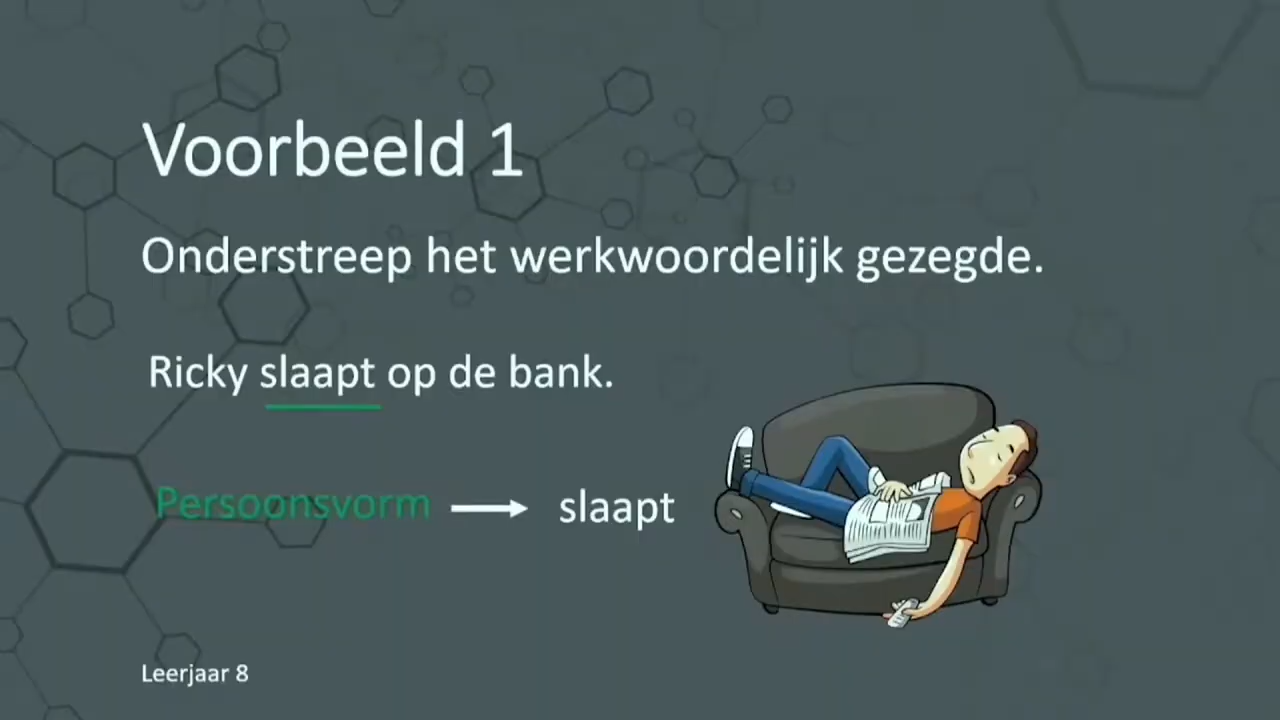 Voorbeeld 1
Onderstreep het werkwoordelijk gezegde.
Ricky slaapt op de bank.
Persoonsvorm → slaapt
Leerjaar 8